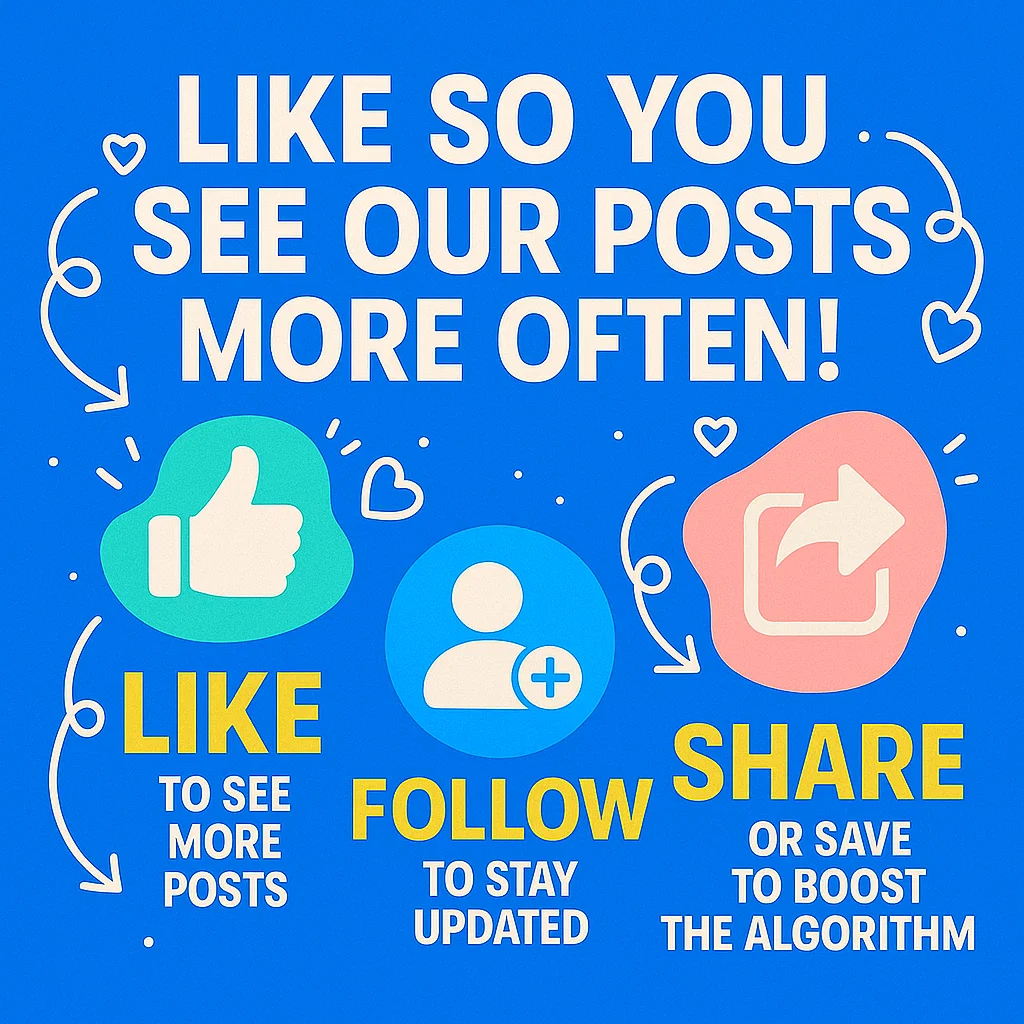 LIKE SO YOU
SEE OUR POSTS
MORE OFTEN!
LIKE
TO SEE
MORE
POSTS
FOLLOW
TO STAY
UPDATED
SHARE
OR SAVE
TO BOOST
THE ALGORITHM